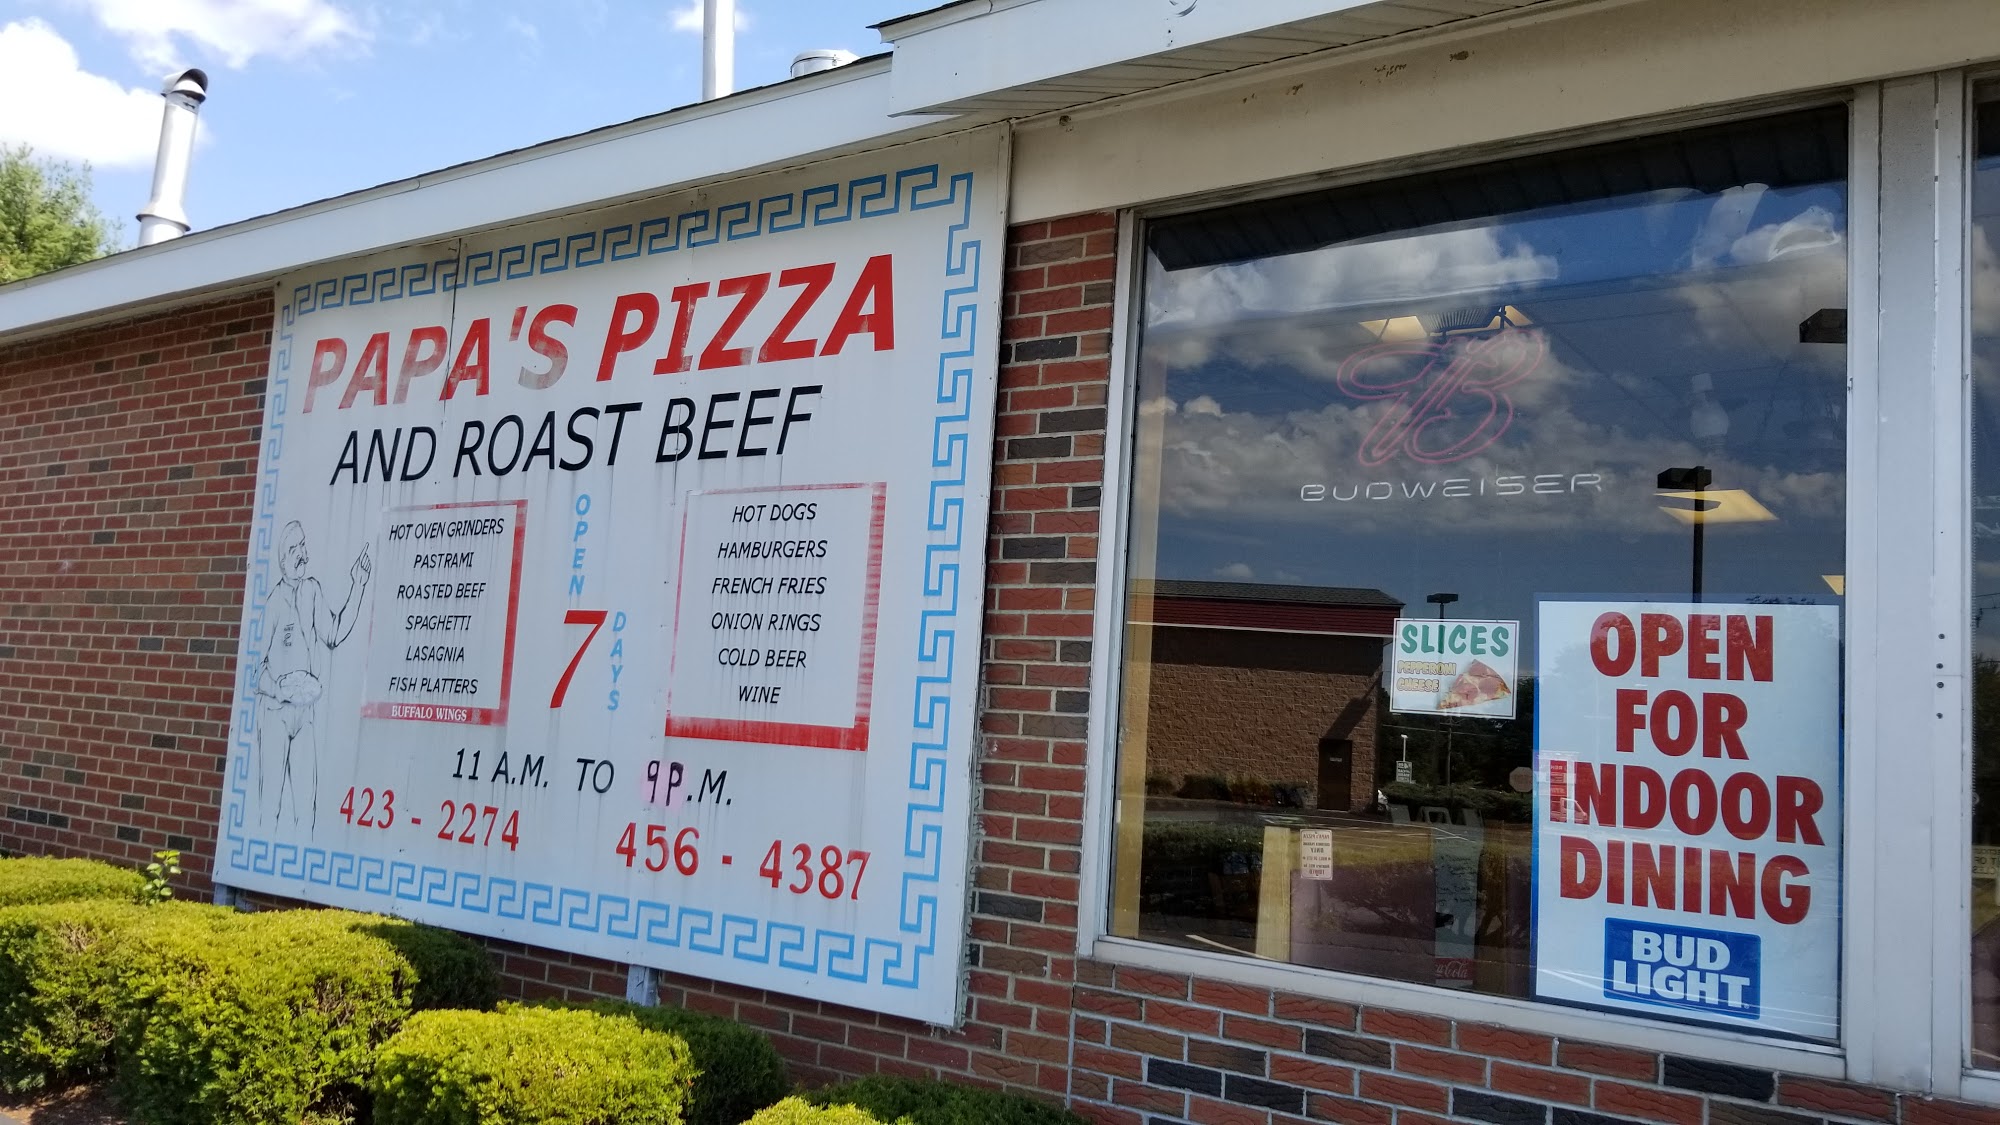 PAPA'S PIZZA
AND ROAST BEEF
HOT OVEN GRINDERS
PASTRAMI
ROASTED BEEF
SPAGHETTI
LASAGNIA
FISH PLATTERS
BUFFALO WINGS
OPEN
7
DAYS
HOT DOGS
HAMBURGERS
FRENCH FRIES
ONION RINGS
COLD BEER
WINE
11 A.M. TO 9P.M.
423 - 2274
456 - 4387
B
BUDWEISER
SLICES
PEPPERONI
CHEESE
OPEN
FOR
INDOOR
DINING
BUD
LIGHT